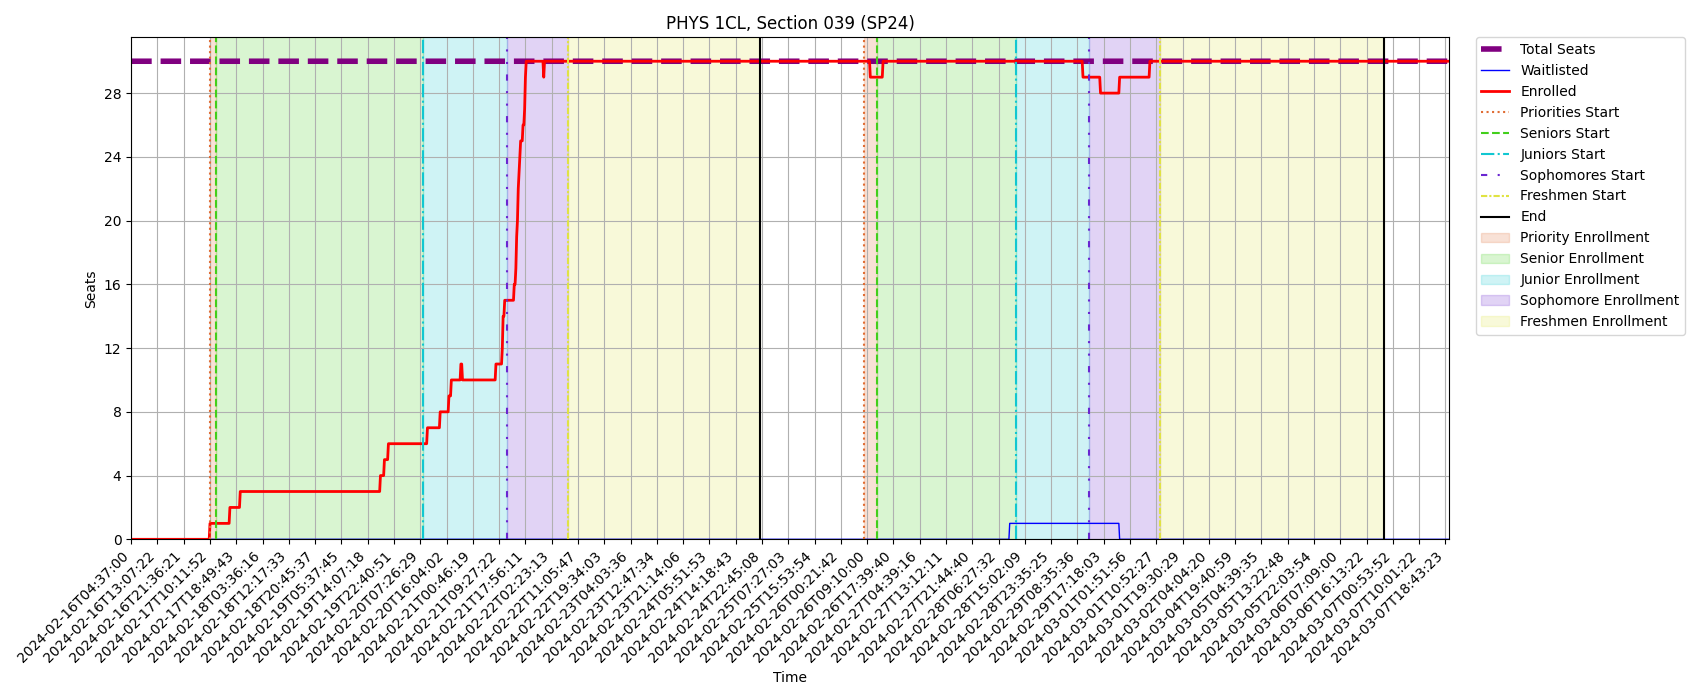 PHYS 1CL, Section 039 (SP24)
Seats
28
24
20
16
12
8
4
0
2024-02-16T04:37:00
2024-02-16T13:07:22
2024-02-16T21:36:21
2024-02-17T10:11:52
2024-02-17T18:49:43
2024-02-18T03:36:16
2024-02-18T12:17:33
2024-02-18T20:45:37
2024-02-19T05:37:45
2024-02-19T14:07:18
2024-02-19T22:40:51
2024-02-20T07:26:29
2024-02-20T16:04:02
2024-02-21T00:46:19
2024-02-21T09:27:22
2024-02-21T17:56:11
2024-02-22T02:23:13
2024-02-22T11:05:47
2024-02-22T19:34:03
2024-02-23T04:03:36
2024-02-23T12:47:34
2024-02-23T21:14:06
2024-02-24T05:51:53
2024-02-24T14:18:43
2024-02-24T22:45:08
2024-02-25T07:27:03
2024-02-25T15:53:54
2024-02-26T00:21:42
2024-02-26T09:10:00
2024-02-26T17:39:40
2024-02-27T04:39:16
2024-02-27T13:12:11
2024-02-27T21:44:40
2024-02-28T06:27:32
2024-02-28T15:02:09
2024-02-28T23:35:25
2024-02-29T08:35:36
2024-02-29T17:18:03
2024-03-01T01:51:56
2024-03-01T10:52:27
2024-03-01T19:30:29
2024-03-02T04:04:20
2024-03-04T19:40:59
2024-03-05T04:39:35
2024-03-05T13:22:48
2024-03-05T22:03:54
2024-03-06T07:09:00
2024-03-06T16:13:22
2024-03-07T00:53:52
2024-03-07T10:01:22
2024-03-07T18:43:23
Time
Total Seats
Waitlisted
Enrolled
Priorities Start
Seniors Start
Juniors Start
Sophomores Start
Freshmen Start
End
Priority Enrollment
Senior Enrollment
Junior Enrollment
Sophomore Enrollment
Freshmen Enrollment